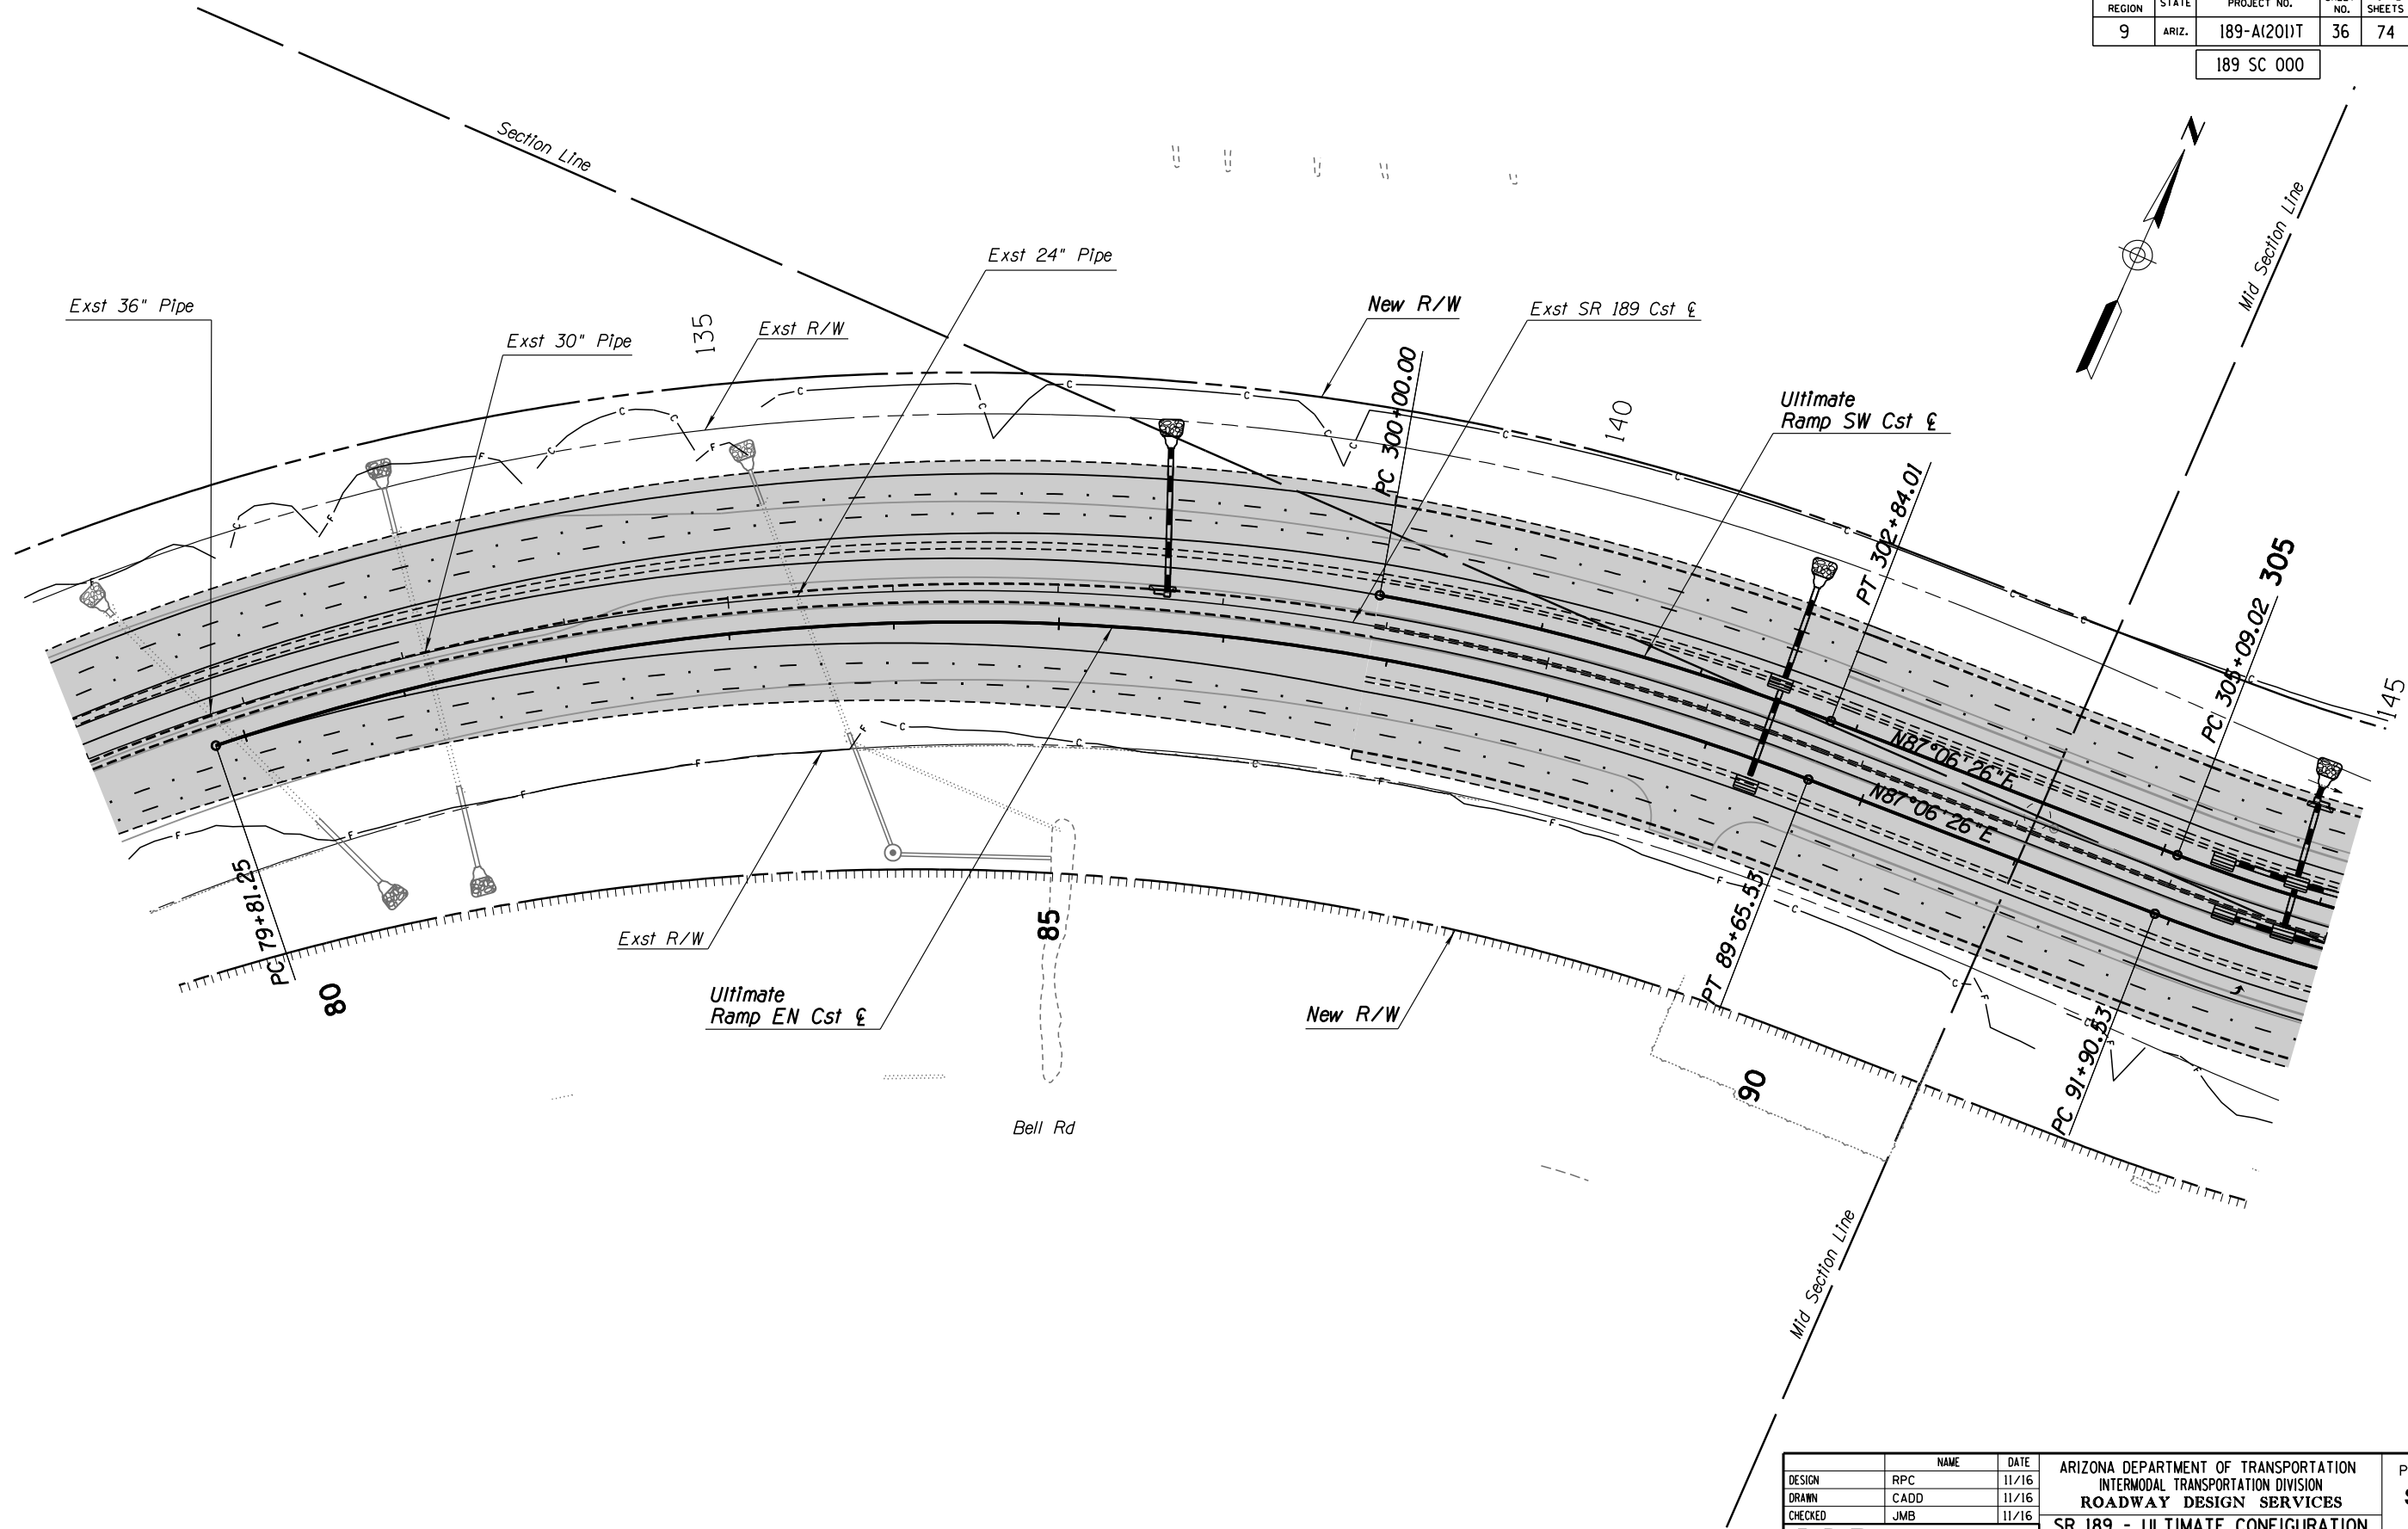 REGION STATE PROJECT NO. NO. SHEETS
9 ARIZ. 189-A(201)T 36 74
189 SC 000
N
Section Line
Mid Section Line
Exst 24" Pipe
Exst 36" Pipe
Exst 30" Pipe
135
Exst R/W
New R/W
Exst SR 189 Cst ℄
PC 300+00.00
140
Ultimate
Ramp SW Cst ℄
PT 302+84.01
305
PC 305+09.02
145
N87°06'26"E
N87°06'26"E
PC 79+81.25
80
Exst R/W
85
Ultimate
Ramp EN Cst ℄
New R/W
PT 89+65.53
90
PC 91+90.53
Bell Rd
Mid Section Line
C C C C C C C C C C C C C C C C C C C C
F F F F F F F F F F F F
NAME DATE
DESIGN RPC 11/16
DRAWN CADD 11/16
CHECKED JMB 11/16
ARIZONA DEPARTMENT OF TRANSPORTATION
INTERMODAL TRANSPORTATION DIVISION
ROADWAY DESIGN SERVICES
SR 189 - ULTIMATE CONFIGURATION
P